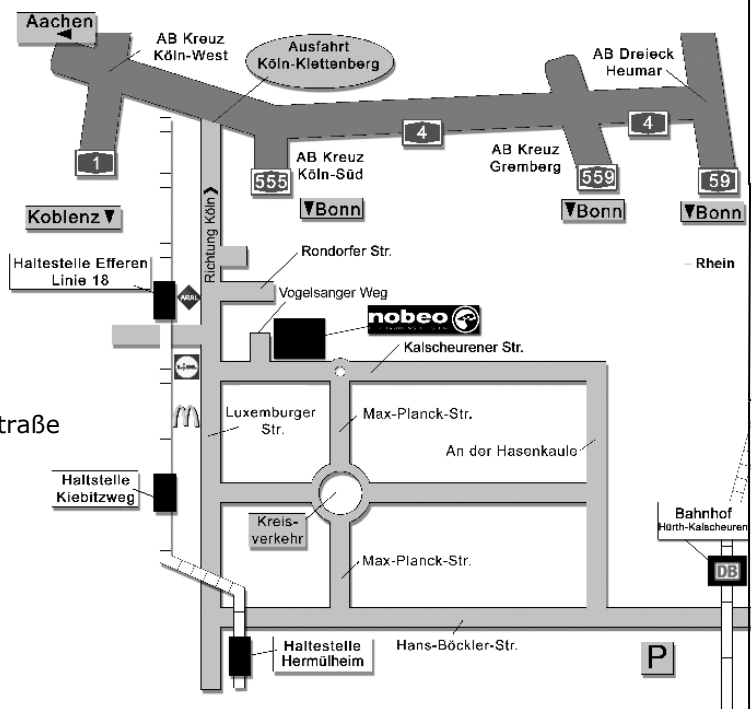 Aachen
AB Kreuz
Köln-West
Ausfahrt
Köln-Klettenberg
AB Dreieck
Heumar
4
4
1
AB Kreuz
Köln-Süd
AB Kreuz
Gremberg
555
559
59
Koblenz
Bonn
Bonn
Bonn
Richtung Köln
Rondorfer Str.
Haltestelle Efferen
Linie 18
– Rhein
ARAL
Vogelsanger Weg
nobeo
Kalscheurener Str.
LIDL
Luxemburger
Str.
Max-Planck-Str.
traße
An der Hasenkaule
Haltstelle
Kiebitzweg
Kreis-
verkehr
Bahnhof
Hürth-Kalscheuren
Max-Planck-Str.
DB
Haltestelle
Hermülheim
Hans-Böckler-Str.
P